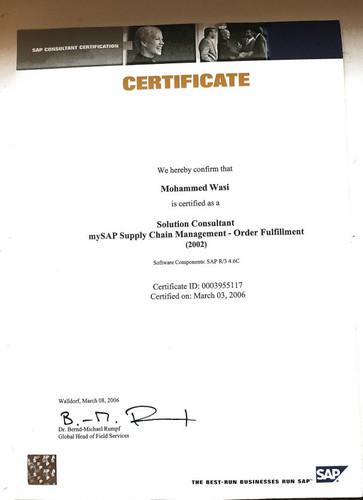 SAP CONSULTANT CERTIFICATION
CERTIFICATE
We hereby confirm that
Mohammed Wasi
is certified as a
Solution Consultant
mySAP Supply Chain Management - Order Fulfillment
(2002)
Software Components: SAP R/3 4.6C
Certificate ID: 0003955117
Certified on: March 03, 2006
Walldorf, March 08, 2006
Dr. Bernd-Michael Rumpf
Global Head of Field Services
THE BEST-RUN BUSINESSES RUN SAP™
SAP